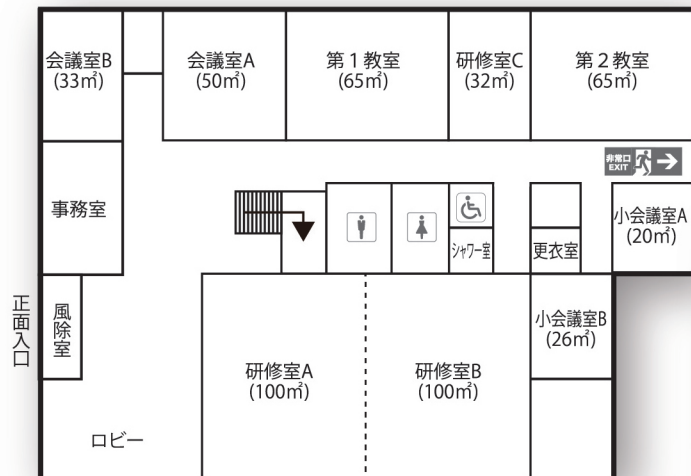 会議室B
(33㎡)
会議室A
(50㎡)
第1教室
(65㎡)
研修室C
(32㎡)
第2教室
(65㎡)
非常口
EXIT
事務室
小会議室A
(20㎡)
シャワー室
更衣室
正面入口
風除室
小会議室B
(26㎡)
研修室A
(100㎡)
研修室B
(100㎡)
ロビー